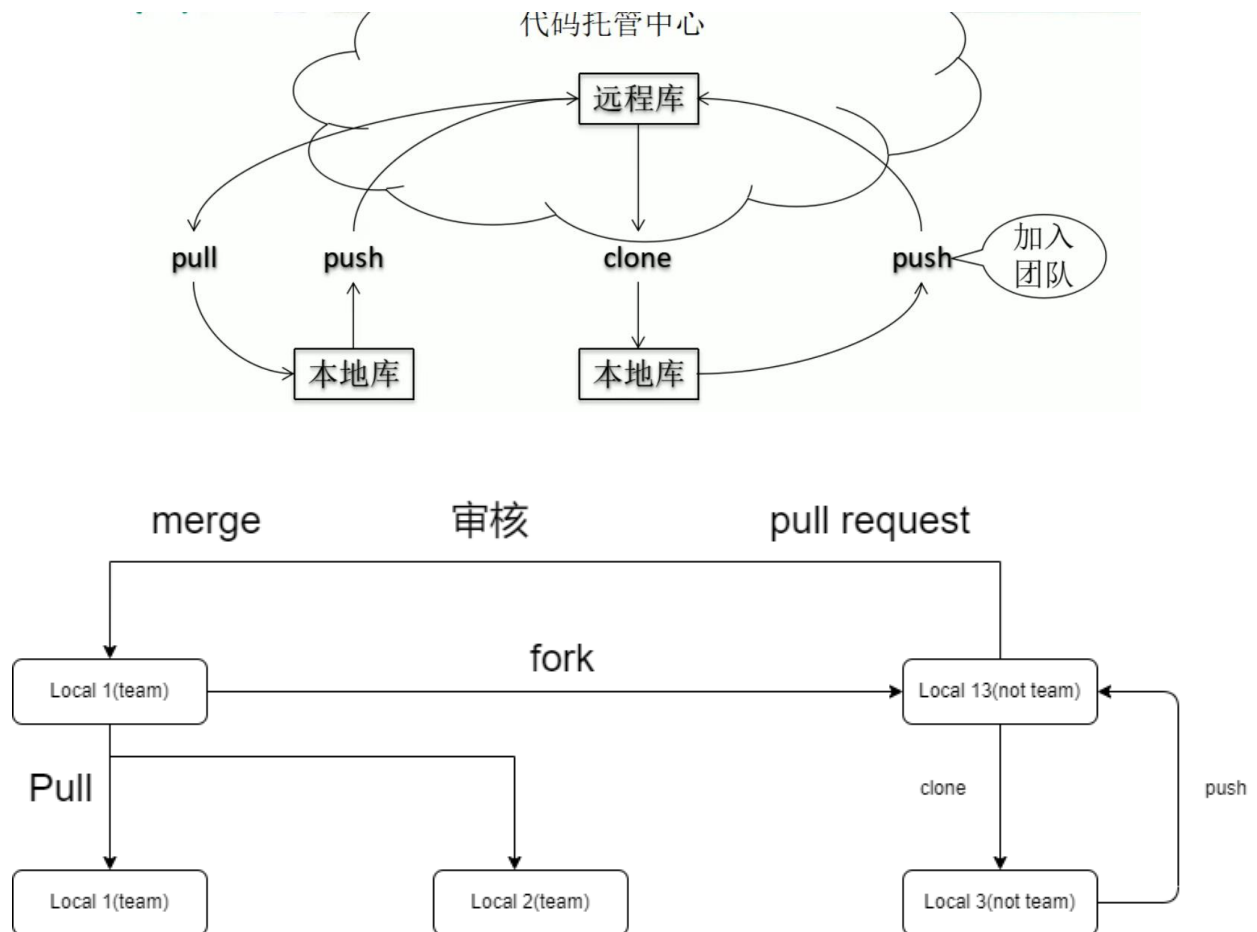 代码托管中心
远程库
pull
push
clone
push
加入
团队
本地库
本地库
merge
审核
pull request
fork
Local 1(team)
Local 13(not team)
Pull
clone
push
Local 1(team)
Local 2(team)
Local 3(not team)